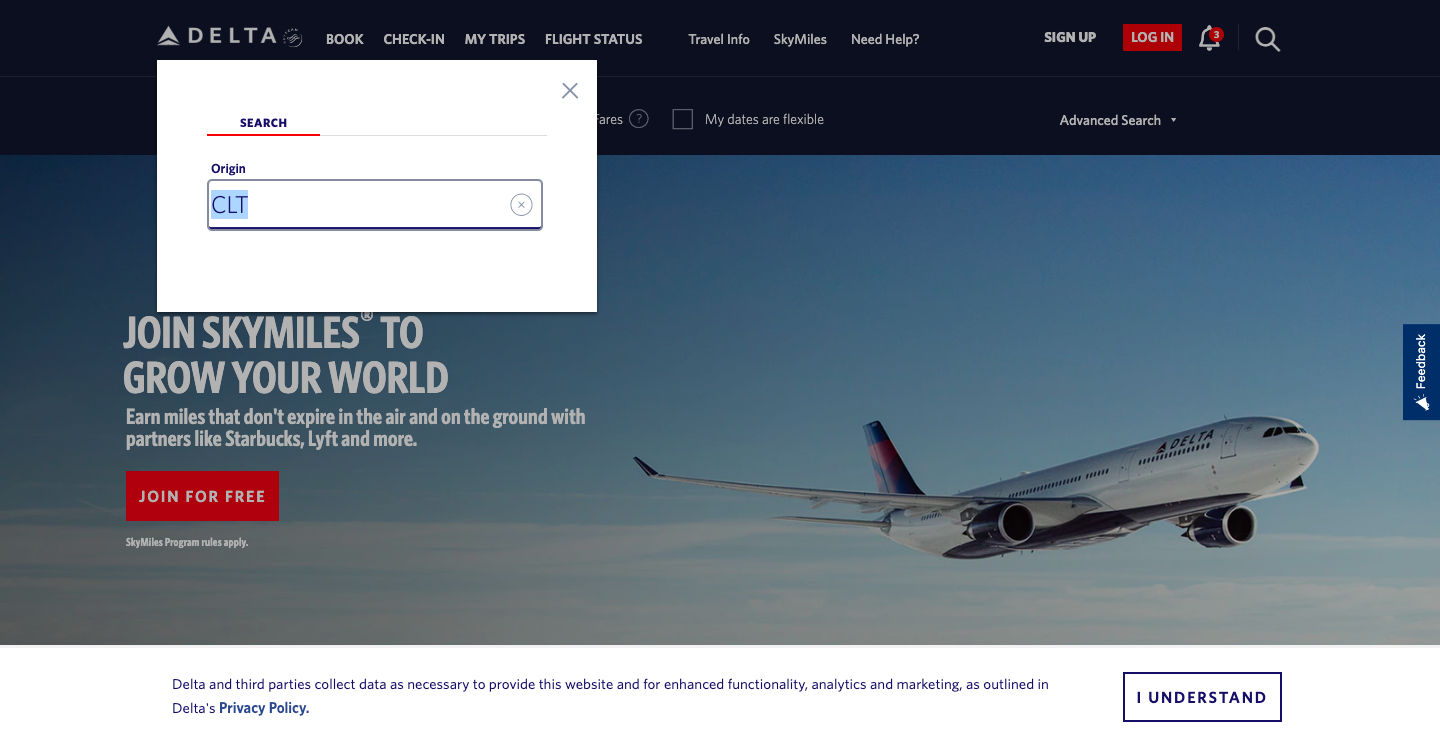 DELTA
BOOK
CHECK-IN
MY TRIPS
FLIGHT STATUS
Travel Info
SkyMiles
Need Help?
SIGN UP
LOG IN
3
SEARCH
Origin
CLT
Fares
?
My dates are flexible
Advanced Search
JOIN SKYMILES® TO
GROW YOUR WORLD
Earn miles that don't expire in the air and on the ground with
partners like Starbucks, Lyft and more.
JOIN FOR FREE
SkyMiles Program rules apply.
DELTA
Feedback
Delta and third parties collect data as necessary to provide this website and for enhanced functionality, analytics and marketing, as outlined in
Delta's Privacy Policy.
I UNDERSTAND